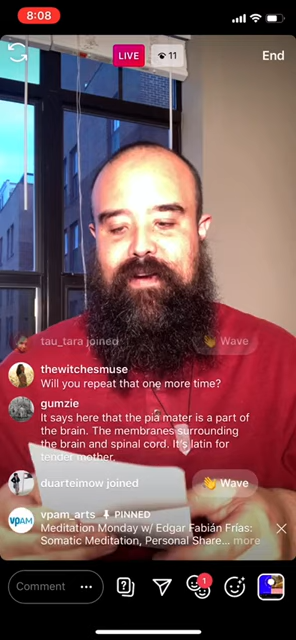 8:08
LIVE 11
End
tau_tara joined 👋 Wave
thewitchesmuse
Will you repeat that one more time?
gumzie
It says here that the pia mater is a part
of the brain. The membranes surrounding
the brain and spinal cord. It's latin for
tender mother.
duarteimow joined 👋 Wave
vpam_arts PINNED
VPAM
Meditation Monday w/ Edgar Fabián Frías:
Somatic Meditation, Personal Share... more
Comment ...
1